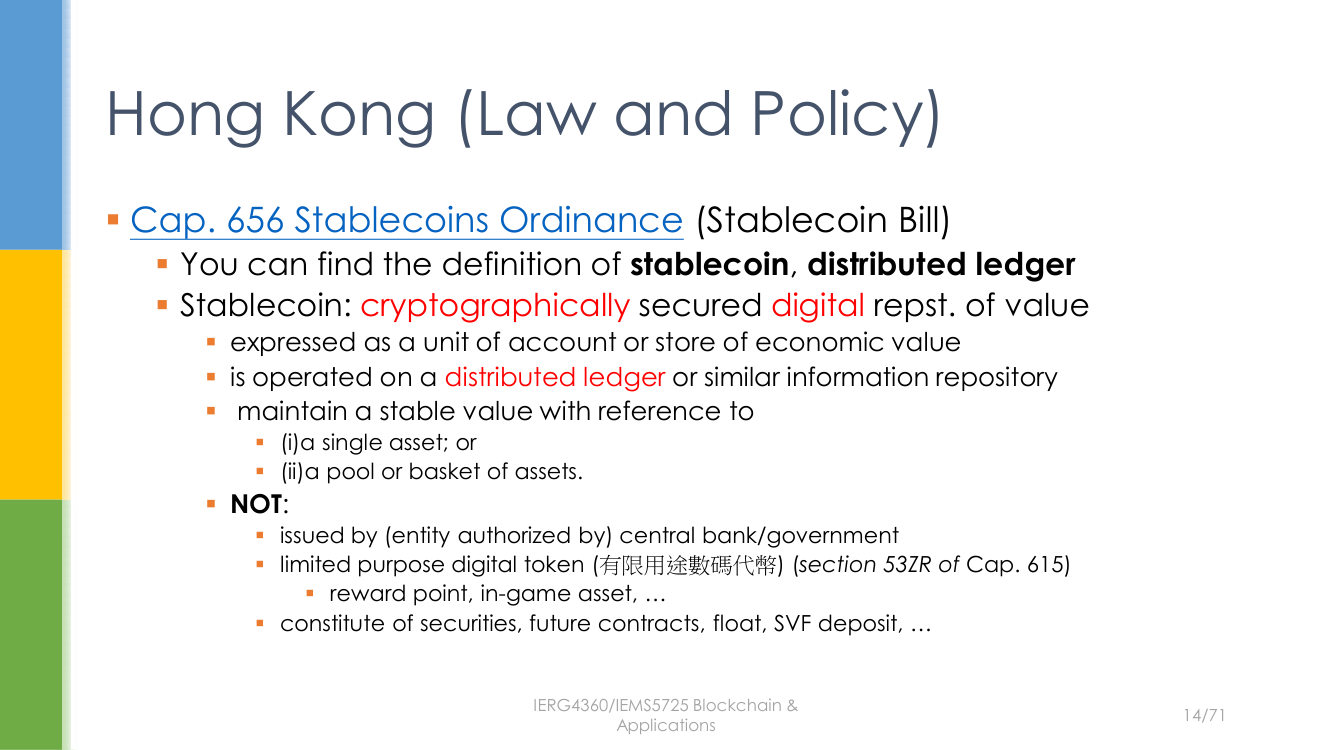 Hong Kong (Law and Policy)
Cap. 656 Stablecoins Ordinance (Stablecoin Bill)
You can find the definition of stablecoin, distributed ledger
Stablecoin: cryptographically secured digital repst. of value
expressed as a unit of account or store of economic value
is operated on a distributed ledger or similar information repository
maintain a stable value with reference to
(i)a single asset; or
(ii)a pool or basket of assets.
NOT:
issued by (entity authorized by) central bank/government
limited purpose digital token (有限用途數碼代幣) (section 53ZR of Cap. 615)
reward point, in-game asset, …
constitute of securities, future contracts, float, SVF deposit, …
IERG4360/IEMS5725 Blockchain &
Applications
14/71